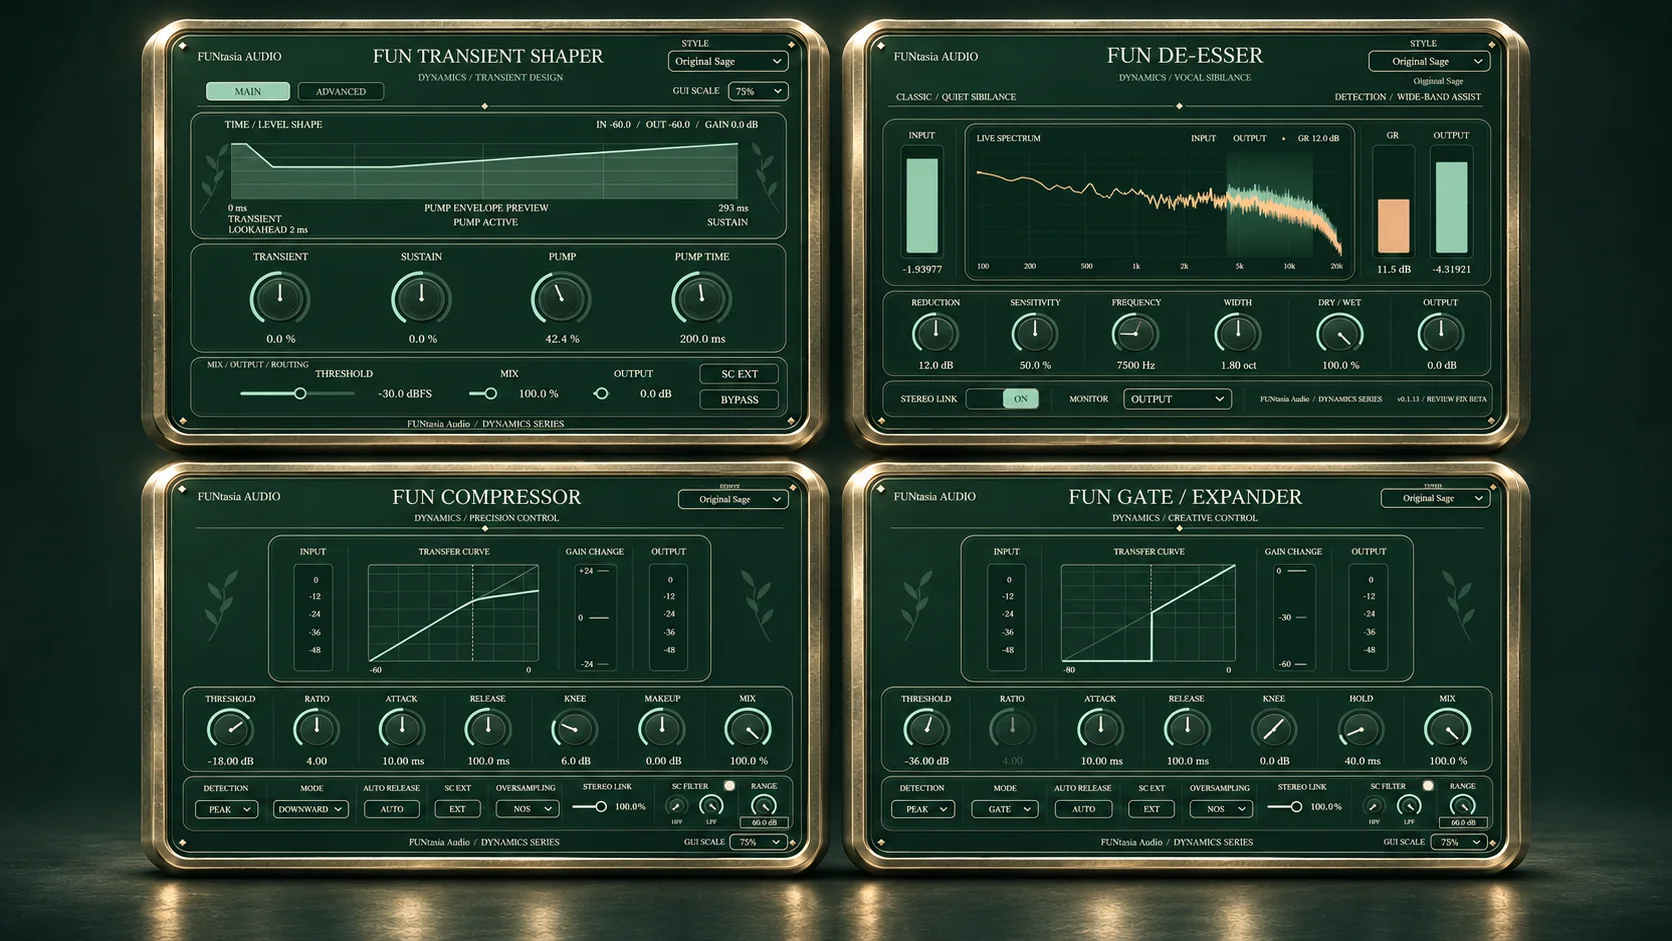 FUNtasia AUDIO
FUN TRANSIENT SHAPER
DYNAMICS / TRANSIENT DESIGN
STYLE
Original Sage
MAIN
ADVANCED
GUI SCALE
75%
TIME / LEVEL SHAPE
IN -60.0 / OUT -60.0 / GAIN 0.0 dB
0 ms
PUMP ENVELOPE PREVIEW
293 ms
TRANSIENT
PUMP ACTIVE
SUSTAIN
LOOKAHEAD 2 ms
TRANSIENT
SUSTAIN
PUMP
PUMP TIME
0.0 %
0.0 %
42.4 %
200.0 ms
MIX / OUTPUT / ROUTING
THRESHOLD
MIX
OUTPUT
SC EXT
-30.0 dBFS
100.0 %
0.0 dB
BYPASS
FUNtasia Audio / DYNAMICS SERIES
FUNtasia AUDIO
FUN DE-ESSER
DYNAMICS / VOCAL SIBILANCE
STYLE
Original Sage
CLASSIC / QUIET SIBILANCE
DETECTION / WIDE-BAND ASSIST
INPUT
LIVE SPECTRUM
INPUT
OUTPUT
•
GR 12.0 dB
GR
OUTPUT
100
200
500
1k
2k
5k
10k
20k
-1.93977
11.5 dB
-4.31921
REDUCTION
SENSITIVITY
FREQUENCY
WIDTH
DRY / WET
OUTPUT
12.0 dB
50.0 %
7500 Hz
1.80 oct
100.0 %
0.0 dB
STEREO LINK
ON
MONITOR
OUTPUT
FUNtasia Audio / DYNAMICS SERIES
v0.1.13 / REVIEW FIX BETA
FUNtasia AUDIO
FUN COMPRESSOR
DYNAMICS / PRECISION CONTROL
Original Sage
INPUT
TRANSFER CURVE
GAIN CHANGE
OUTPUT
0
-12
-24
-36
-48
-60
0
+24
0
-24
0
-12
-24
-36
-48
THRESHOLD
RATIO
ATTACK
RELEASE
KNEE
MAKEUP
MIX
-18.00 dB
4.00
10.00 ms
100.0 ms
6.0 dB
0.00 dB
100.0 %
DETECTION
MODE
AUTO RELEASE
SC EXT
OVERSAMPLING
STEREO LINK
SC FILTER
RANGE
PEAK
DOWNWARD
AUTO
EXT
NOS
100.0%
HPF
LPF
60.0 dB
FUNtasia Audio / DYNAMICS SERIES
GUI SCALE
75%
FUNtasia AUDIO
FUN GATE / EXPANDER
DYNAMICS / CREATIVE CONTROL
Original Sage
INPUT
TRANSFER CURVE
GAIN CHANGE
OUTPUT
0
-12
-24
-36
-48
-80
0
0
-30
-60
0
-12
-24
-36
-48
THRESHOLD
RATIO
ATTACK
RELEASE
KNEE
HOLD
MIX
-36.00 dB
4.00
10.00 ms
100.0 ms
0.0 dB
40.0 ms
100.0 %
DETECTION
MODE
AUTO RELEASE
SC EXT
OVERSAMPLING
STEREO LINK
SC FILTER
RANGE
PEAK
GATE
AUTO
EXT
NOS
100.0%
HPF
LPF
60.0 dB
FUNtasia Audio / DYNAMICS SERIES
GUI SCALE
75%